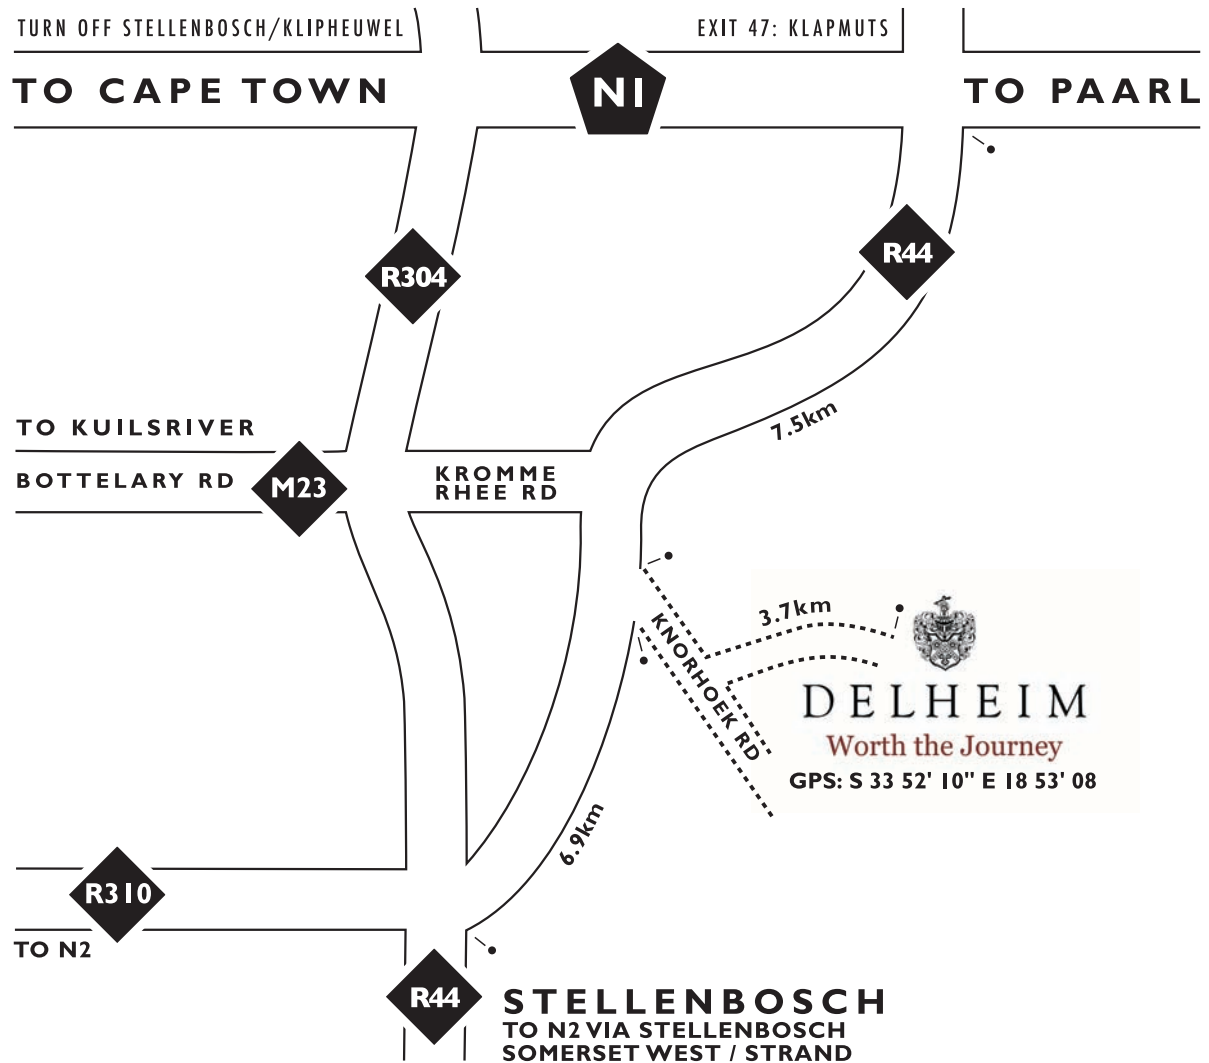 TURN OFF STELLENBOSCH/KLIPHEUWEL
EXIT 47: KLAPMUTS
TO CAPE TOWN
N1
TO PAARL
R304
R44
7.5km
TO KUILSRIVER
BOTTELARY RD
M23
KROMME
RHEE RD
3.7km
KNORHOEK RD
DELHEIM
Worth the Journey
GPS: S 33 52' 10" E 18 53' 08
6.9km
R310
TO N2
R44
STELLENBOSCH
TO N2 VIA STELLENBOSCH
SOMERSET WEST / STRAND